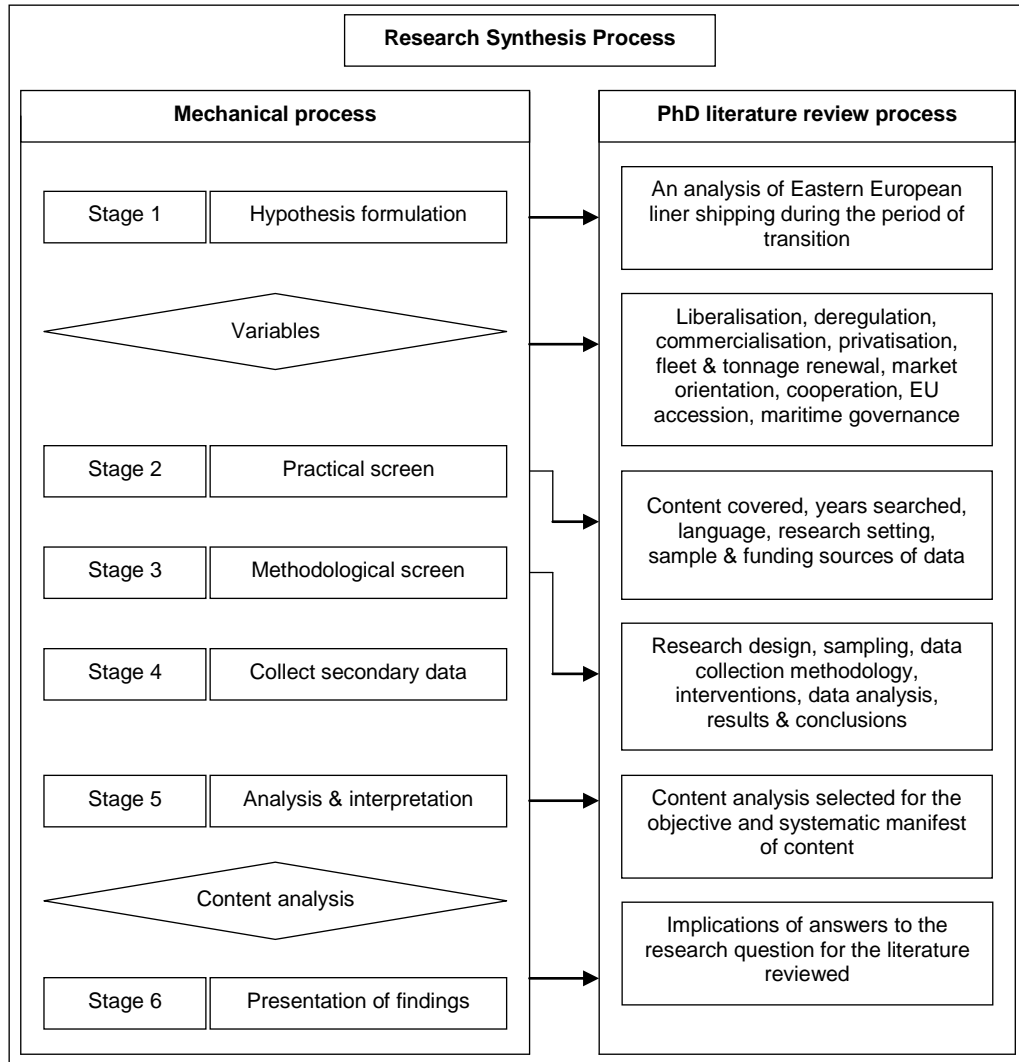 Research Synthesis Process
Mechanical process
Stage 1
Hypothesis formulation
Variables
Stage 2
Practical screen
Stage 3
Methodological screen
Stage 4
Collect secondary data
Stage 5
Analysis & interpretation
Content analysis
Stage 6
Presentation of findings
PhD literature review process
An analysis of Eastern European
liner shipping during the period of
transition
Liberalisation, deregulation,
commercialisation, privatisation,
fleet & tonnage renewal, market
orientation, cooperation, EU
accession, maritime governance
Content covered, years searched,
language, research setting,
sample & funding sources of data
Research design, sampling, data
collection methodology,
interventions, data analysis,
results & conclusions
Content analysis selected for the
objective and systematic manifest
of content
Implications of answers to the
research question for the literature
reviewed